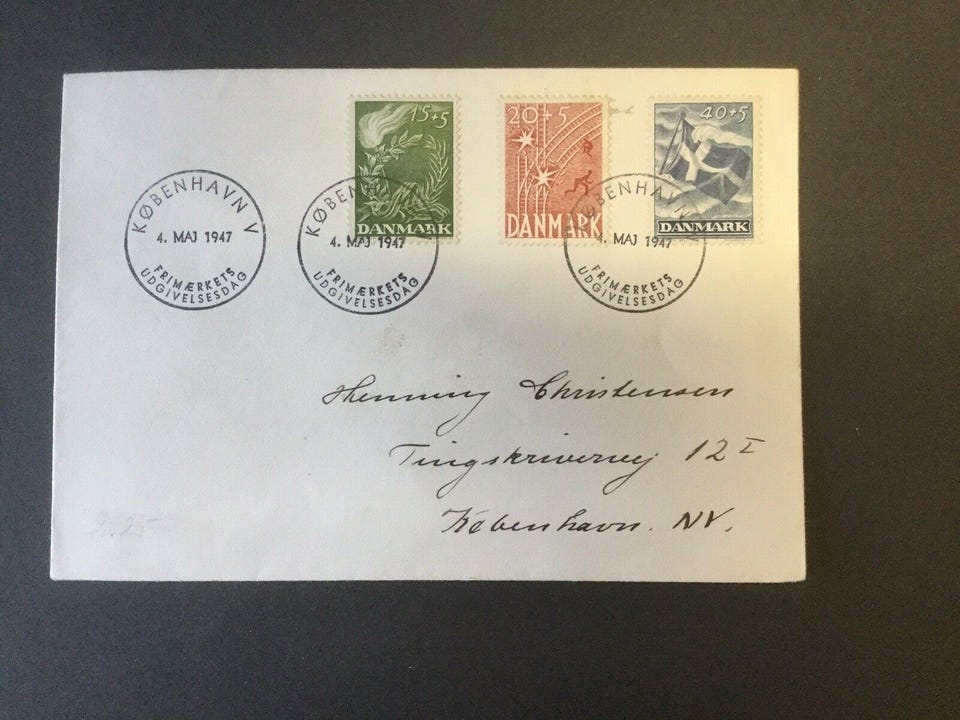 15+5
DANMARK
20+5
DANMARK
40+5
DANMARK
KØBENHAVN V
4. MAJ 1947
FRIMÆRKETS
UDGIVELSESDAG
KØBENHAVN V
4. MAJ 1947
FRIMÆRKETS
UDGIVELSESDAG
4. MAJ 1947
FRIMÆRKETS
UDGIVELSESDAG
Henning Christensen
Tingskrivervej 12 I
København. NV.